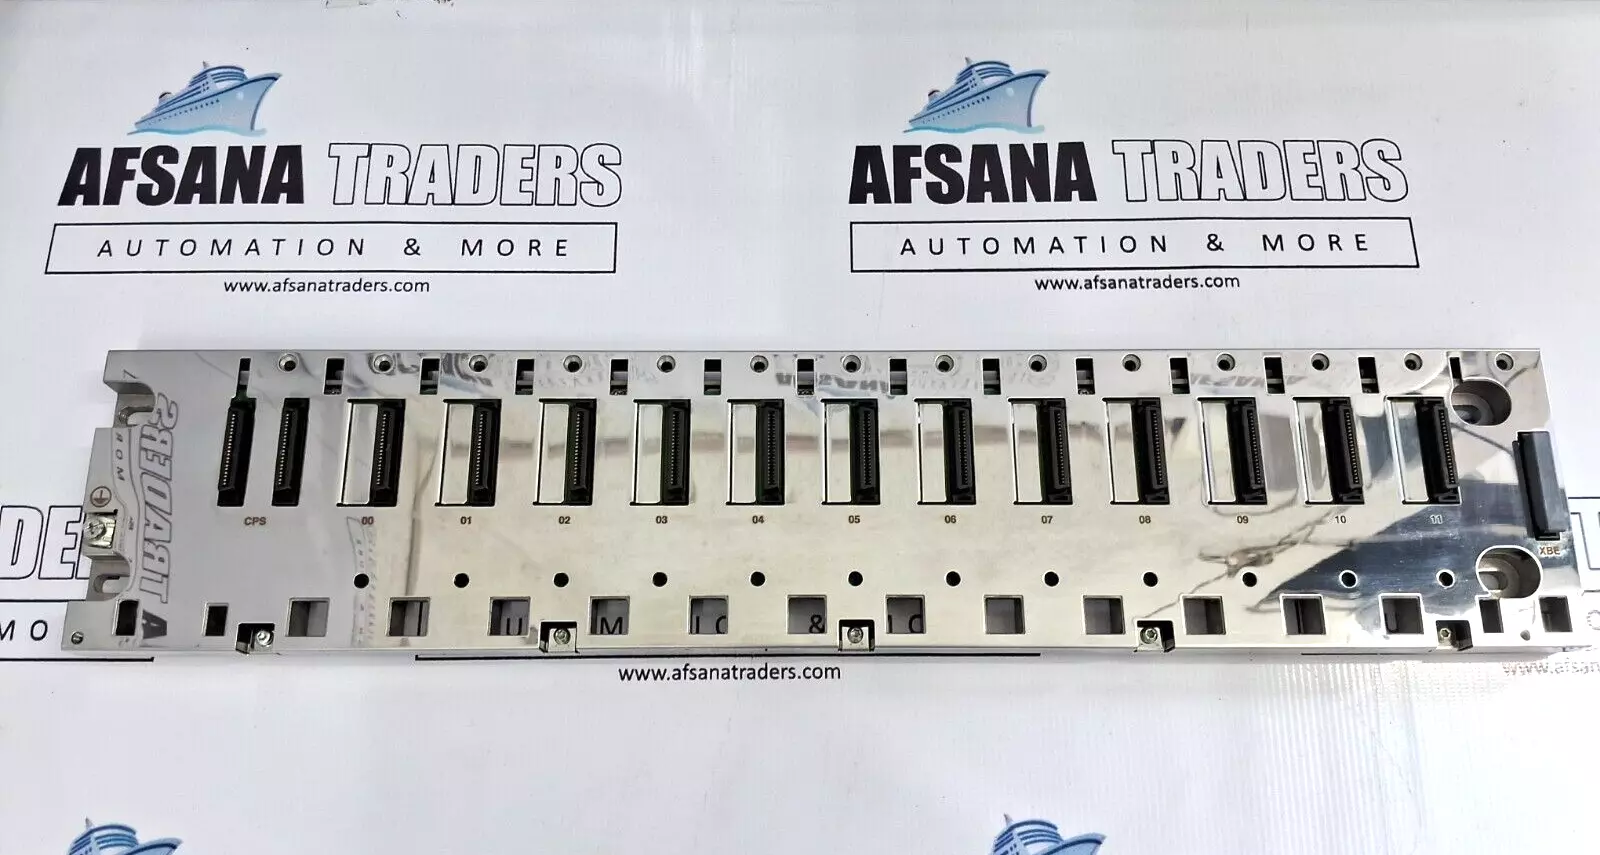 AFSANA TRADERS
AUTOMATION & MORE
www.afsanatraders.com
AFSANA TRADERS
AUTOMATION & MORE
www.afsanatraders.com
CPS 00 01 02 03 04 05 06 07 08 09 10 11
XBE
www.afsanatraders.com